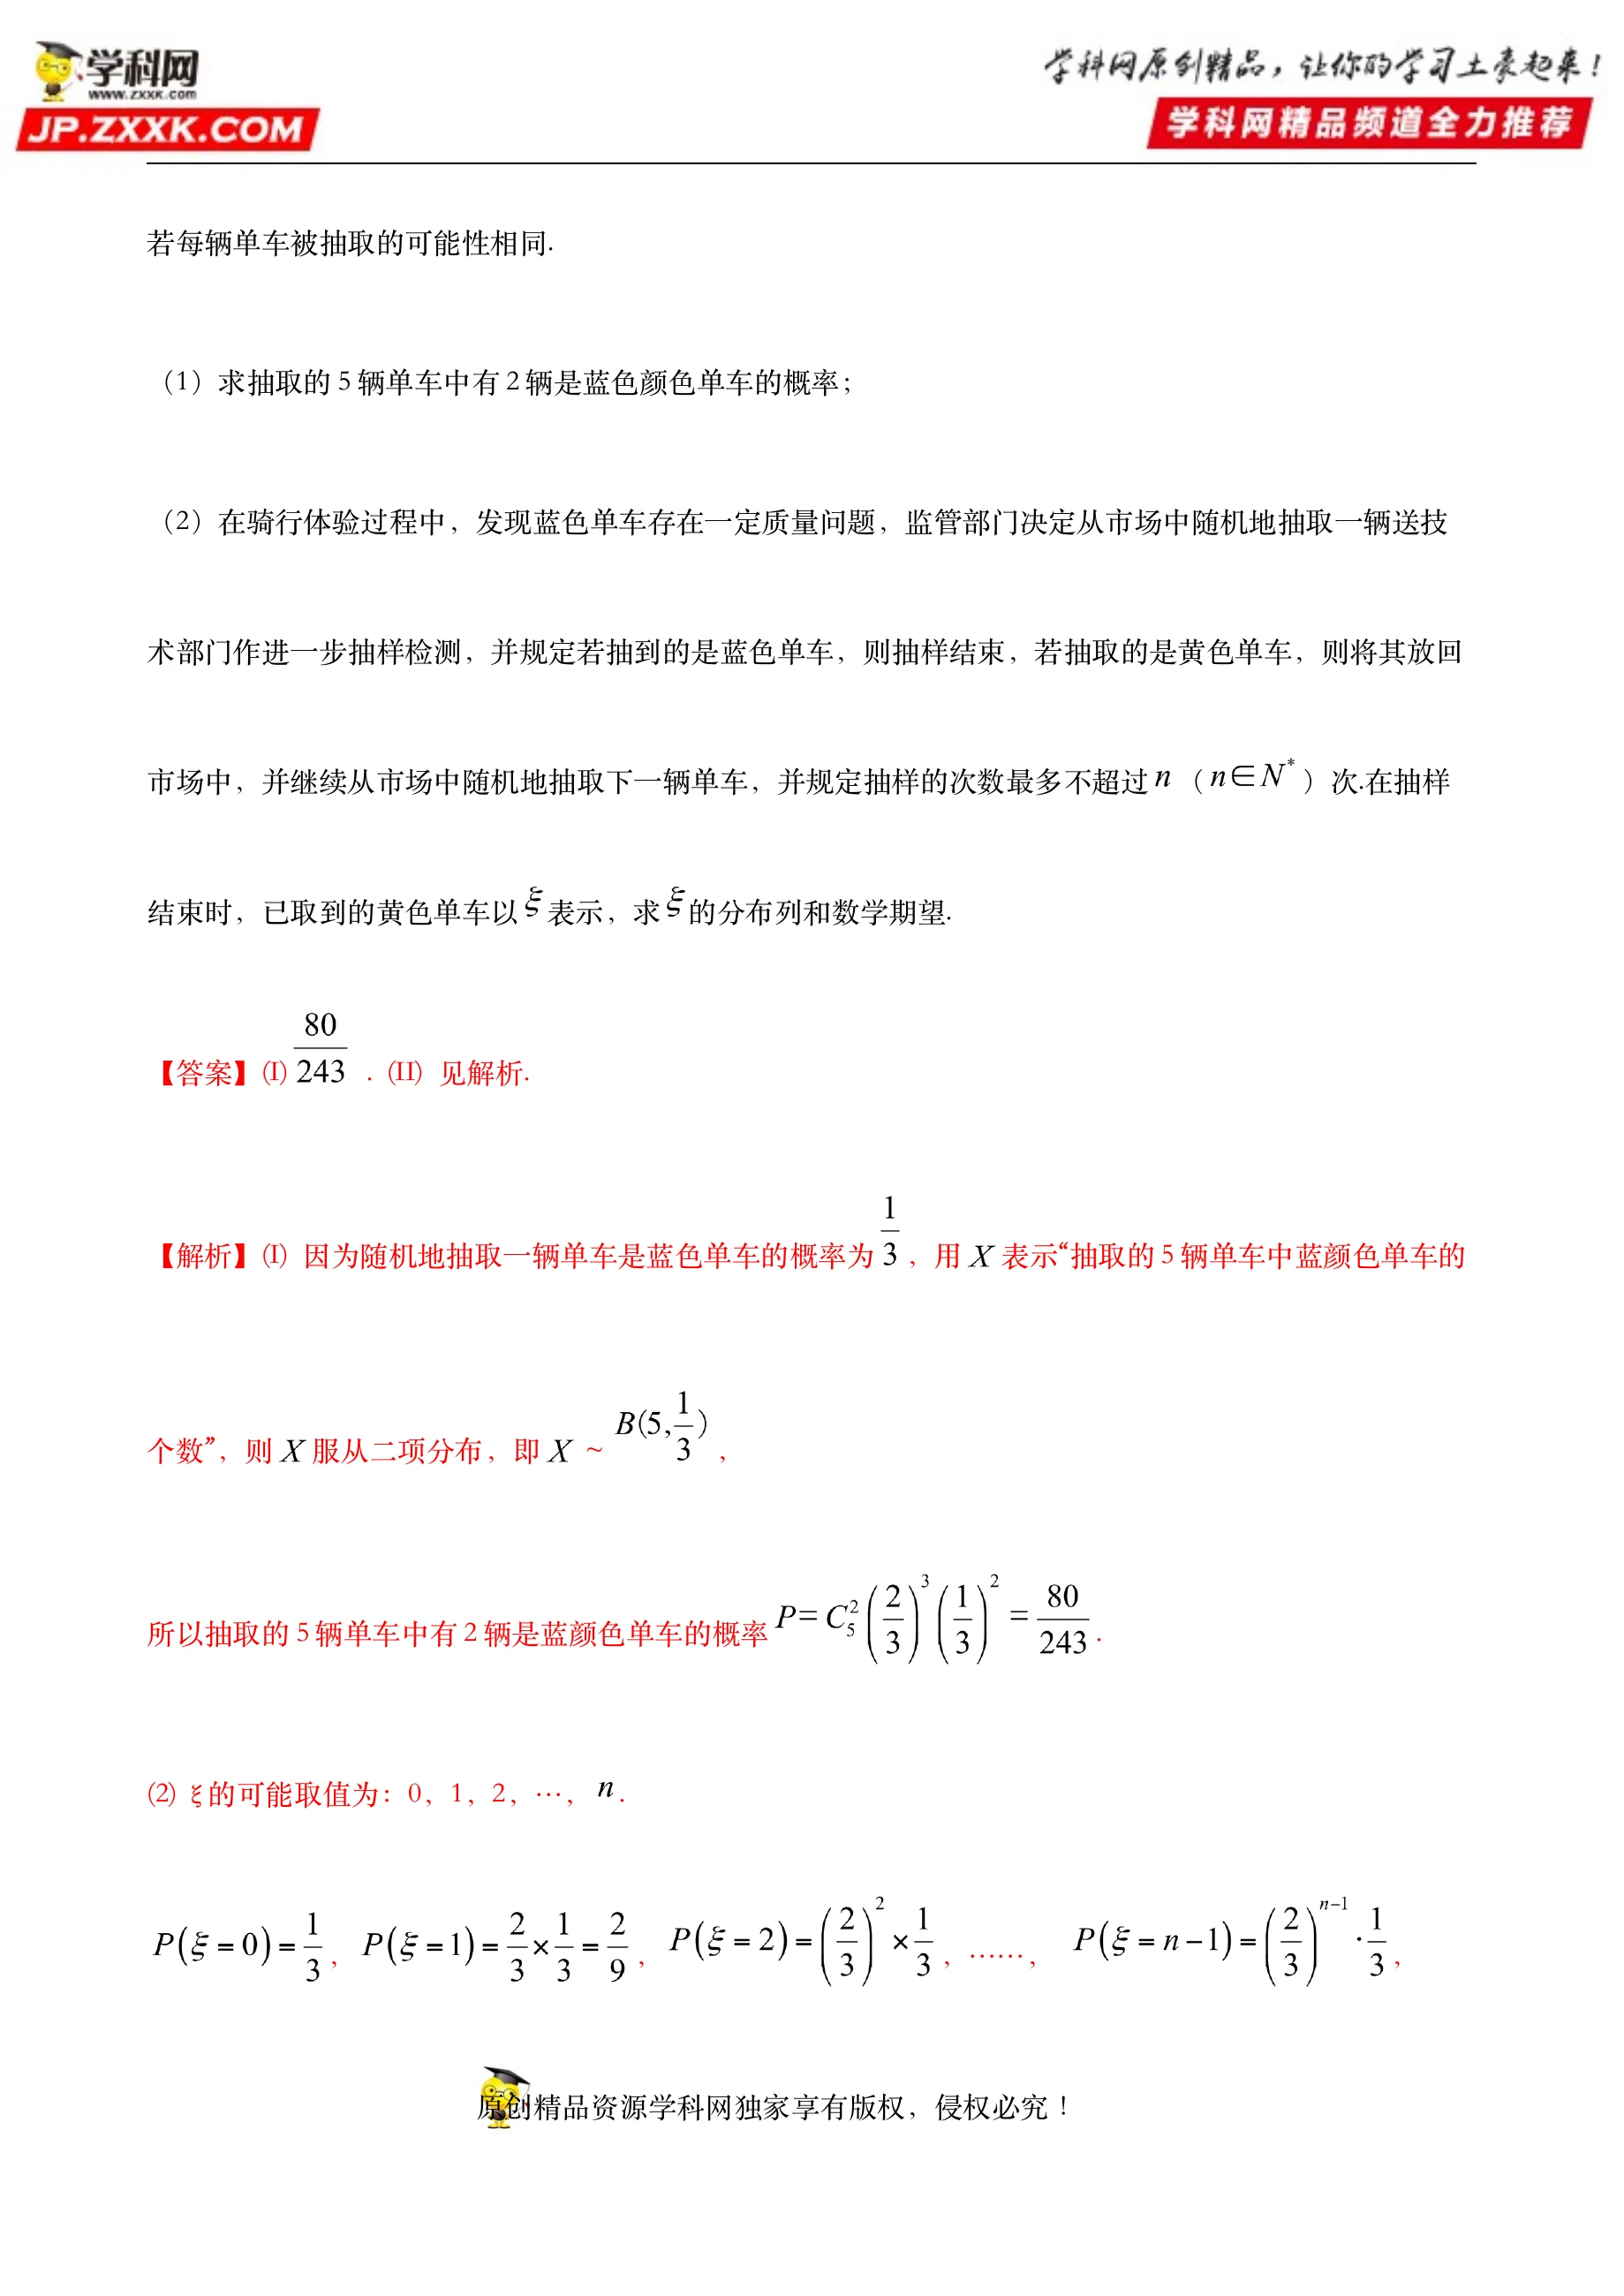 学科网
www.zxxk.com
JP.ZXXK.COM
学科网原创精品，让你的学习土豪起来！
学科网精品频道全力推荐
若每辆单车被抽取的可能性相同.
（1）求抽取的 5 辆单车中有 2 辆是蓝色颜色单车的概率；
（2）在骑行体验过程中，发现蓝色单车存在一定质量问题，监管部门决定从市场中随机地抽取一辆送技
术部门作进一步抽样检测，并规定若抽到的是蓝色单车，则抽样结束，若抽取的是黄色单车，则将其放回
市场中，并继续从市场中随机地抽取下一辆单车，并规定抽样的次数最多不超过 n（n∈N*）次.在抽样
结束时，已取到的黄色单车以 ξ 表示，求 ξ 的分布列和数学期望.
【答案】(I) 80/243 . (II) 见解析.
【解析】(I) 因为随机地抽取一辆单车是蓝色单车的概率为 1/3，用 X 表示“抽取的 5 辆单车中蓝颜色单车的
个数”，则 X 服从二项分布，即 X ~ B(5,1/3)，
所以抽取的 5 辆单车中有 2 辆是蓝颜色单车的概率 P= C₅² (2/3)³ (1/3)² = 80/243 .
(2) ξ 的可能取值为：0，1，2，…，n .
P(ξ=0)=1/3，P(ξ=1)=2/3×1/3=2/9，P(ξ=2)=(2/3)²×1/3，……，P(ξ=n−1)=(2/3)ⁿ⁻¹·1/3，
原创精品资源学科网独家享有版权，侵权必究！